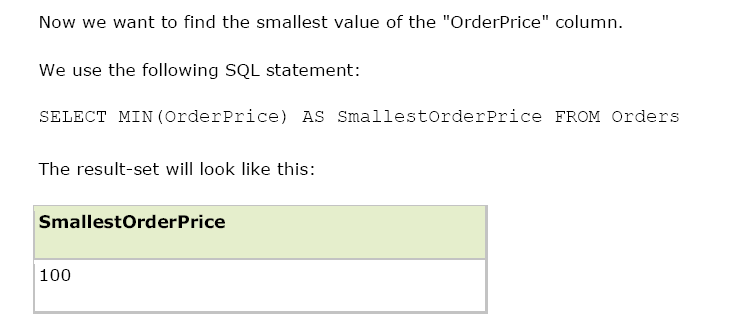 Now we want to find the smallest value of the "OrderPrice" column.
We use the following SQL statement:
SELECT MIN(OrderPrice) AS SmallestOrderPrice FROM Orders
The result-set will look like this:
SmallestOrderPrice
100